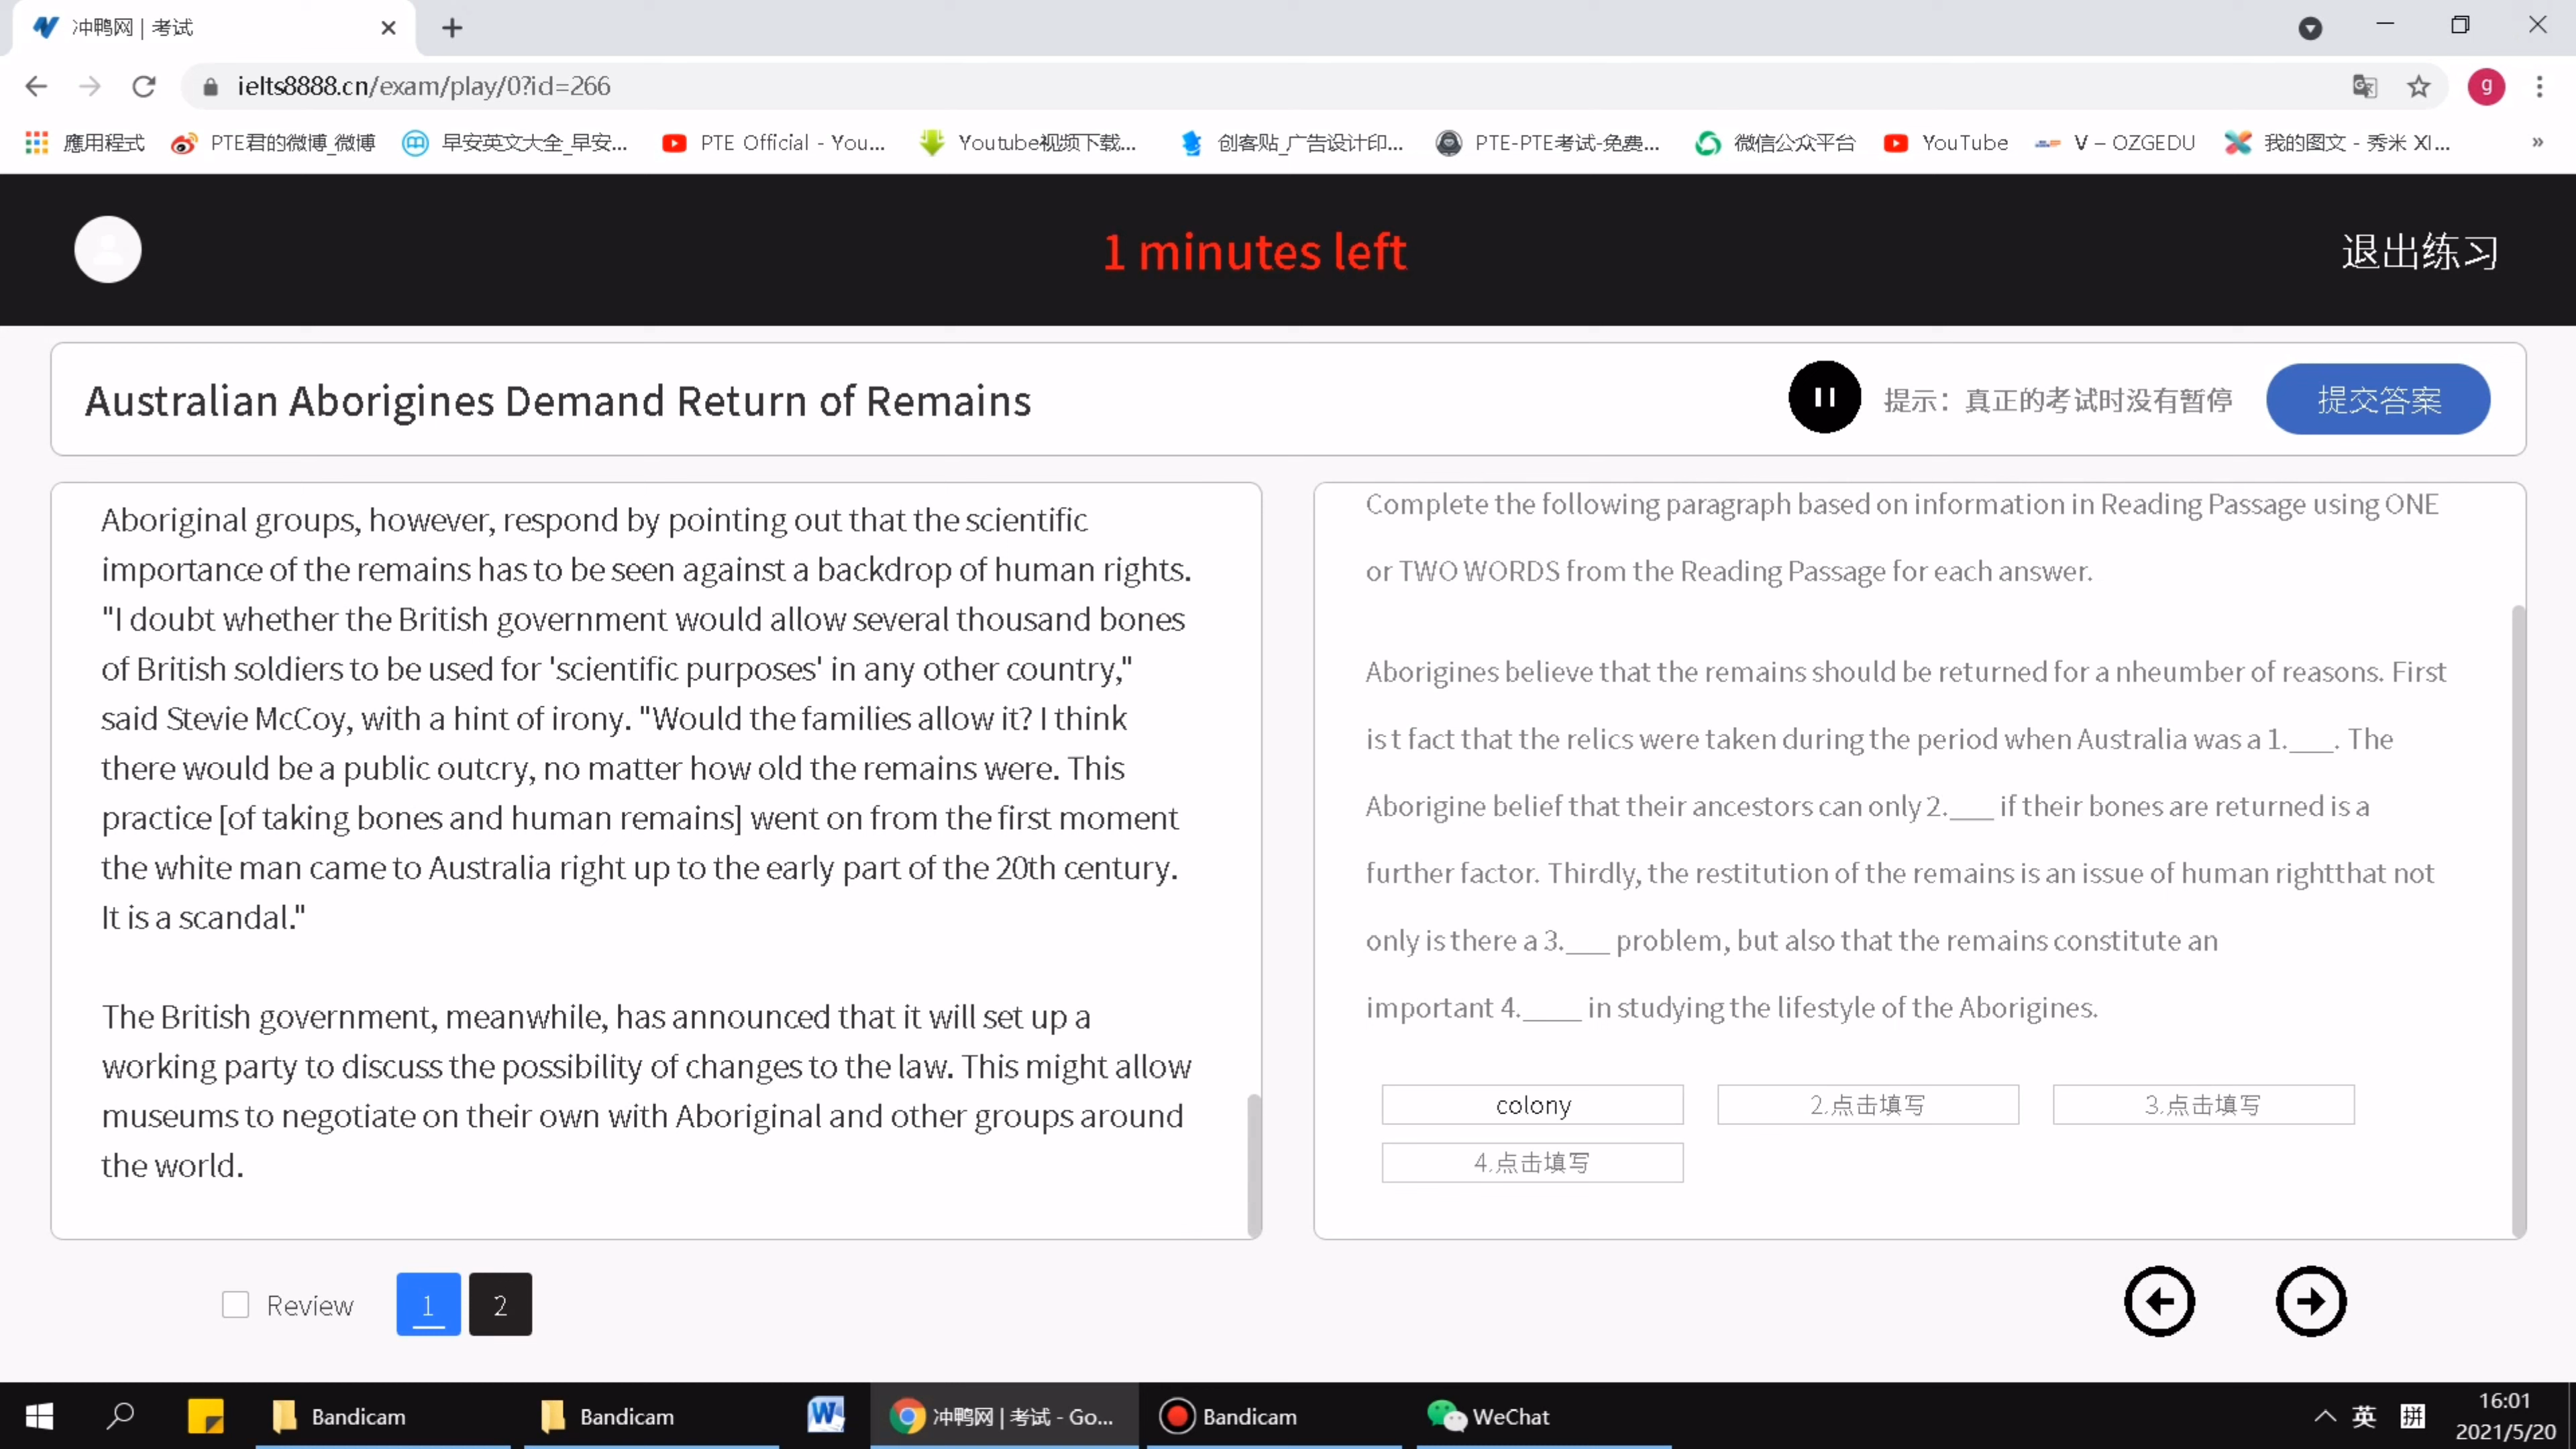 冲鸭网 | 考试
ielts8888.cn/exam/play/0?id=266
g
應用程式
PTE君的微博_微博
早安英文大全_早安...
PTE Official - You...
Youtube视频下载...
创客贴_广告设计印...
PTE-PTE考试-免费...
微信公众平台
YouTube
V – OZGEDU
我的图文 - 秀米 XI...
»
1 minutes left
退出练习
Australian Aborigines Demand Return of Remains
提示：真正的考试时没有暂停
提交答案
Aboriginal groups, however, respond by pointing out that the scientific
importance of the remains has to be seen against a backdrop of human rights.
"I doubt whether the British government would allow several thousand bones
of British soldiers to be used for 'scientific purposes' in any other country,"
said Stevie McCoy, with a hint of irony. "Would the families allow it? I think
there would be a public outcry, no matter how old the remains were. This
practice [of taking bones and human remains] went on from the first moment
the white man came to Australia right up to the early part of the 20th century.
It is a scandal."
The British government, meanwhile, has announced that it will set up a
working party to discuss the possibility of changes to the law. This might allow
museums to negotiate on their own with Aboriginal and other groups around
the world.
Complete the following paragraph based on information in Reading Passage using ONE
or TWO WORDS from the Reading Passage for each answer.
Aborigines believe that the remains should be returned for a nheumber of reasons. First
is t fact that the relics were taken during the period when Australia was a 1.___. The
Aborigine belief that their ancestors can only 2.___ if their bones are returned is a
further factor. Thirdly, the restitution of the remains is an issue of human rightthat not
only is there a 3.___ problem, but also that the remains constitute an
important 4.____ in studying the lifestyle of the Aborigines.
colony
2.点击填写
3.点击填写
4.点击填写
Review
1
2
Bandicam
Bandicam
W
冲鸭网 | 考试 - Go...
Bandicam
WeChat
英
拼
16:01
2021/5/20